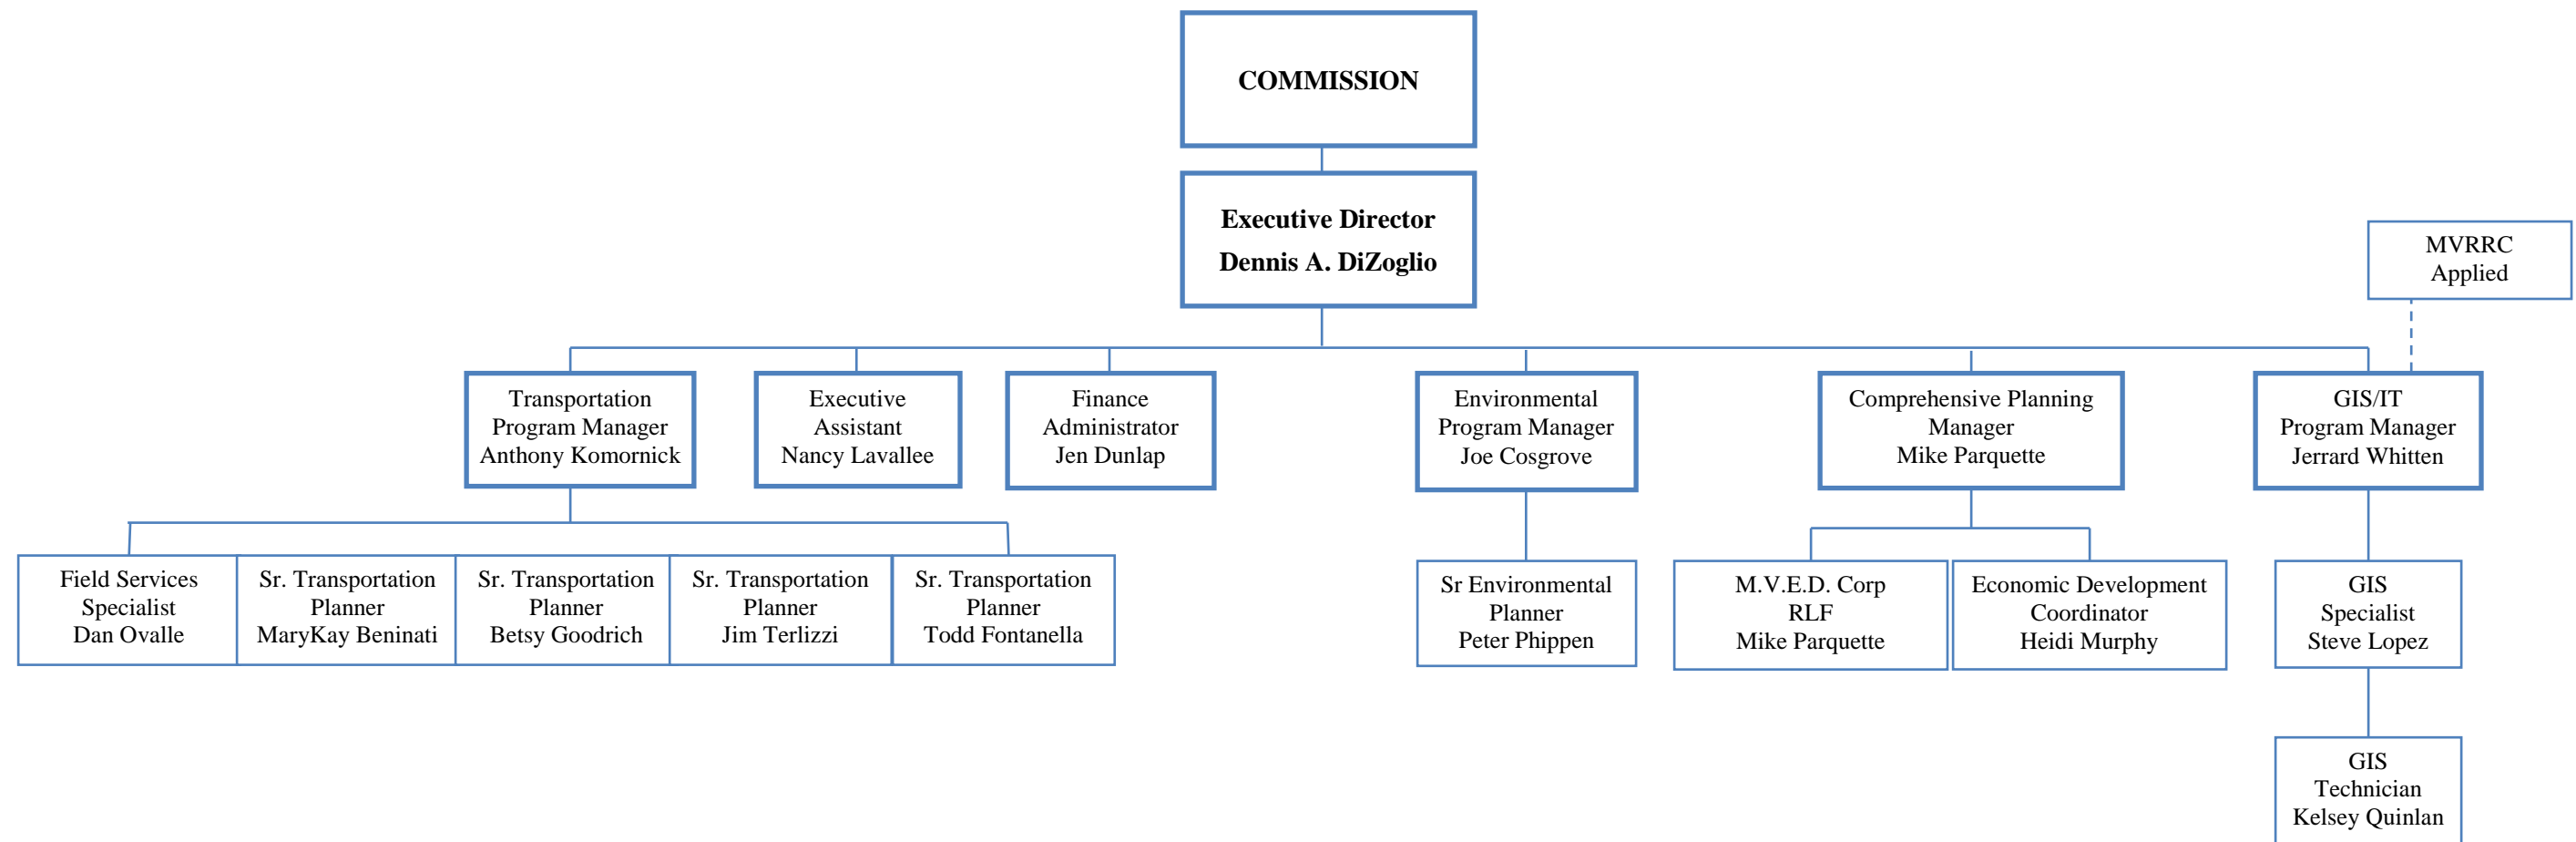 COMMISSION
Executive Director
Dennis A. DiZoglio
MVRRC
Applied
Transportation
Program Manager
Anthony Komornick
Executive
Assistant
Nancy Lavallee
Finance
Administrator
Jen Dunlap
Environmental
Program Manager
Joe Cosgrove
Comprehensive Planning
Manager
Mike Parquette
GIS/IT
Program Manager
Jerrard Whitten
Field Services
Specialist
Dan Ovalle
Sr. Transportation
Planner
MaryKay Beninati
Sr. Transportation
Planner
Betsy Goodrich
Sr. Transportation
Planner
Jim Terlizzi
Sr. Transportation
Planner
Todd Fontanella
Sr Environmental
Planner
Peter Phippen
M.V.E.D. Corp
RLF
Mike Parquette
Economic Development
Coordinator
Heidi Murphy
GIS
Specialist
Steve Lopez
GIS
Technician
Kelsey Quinlan